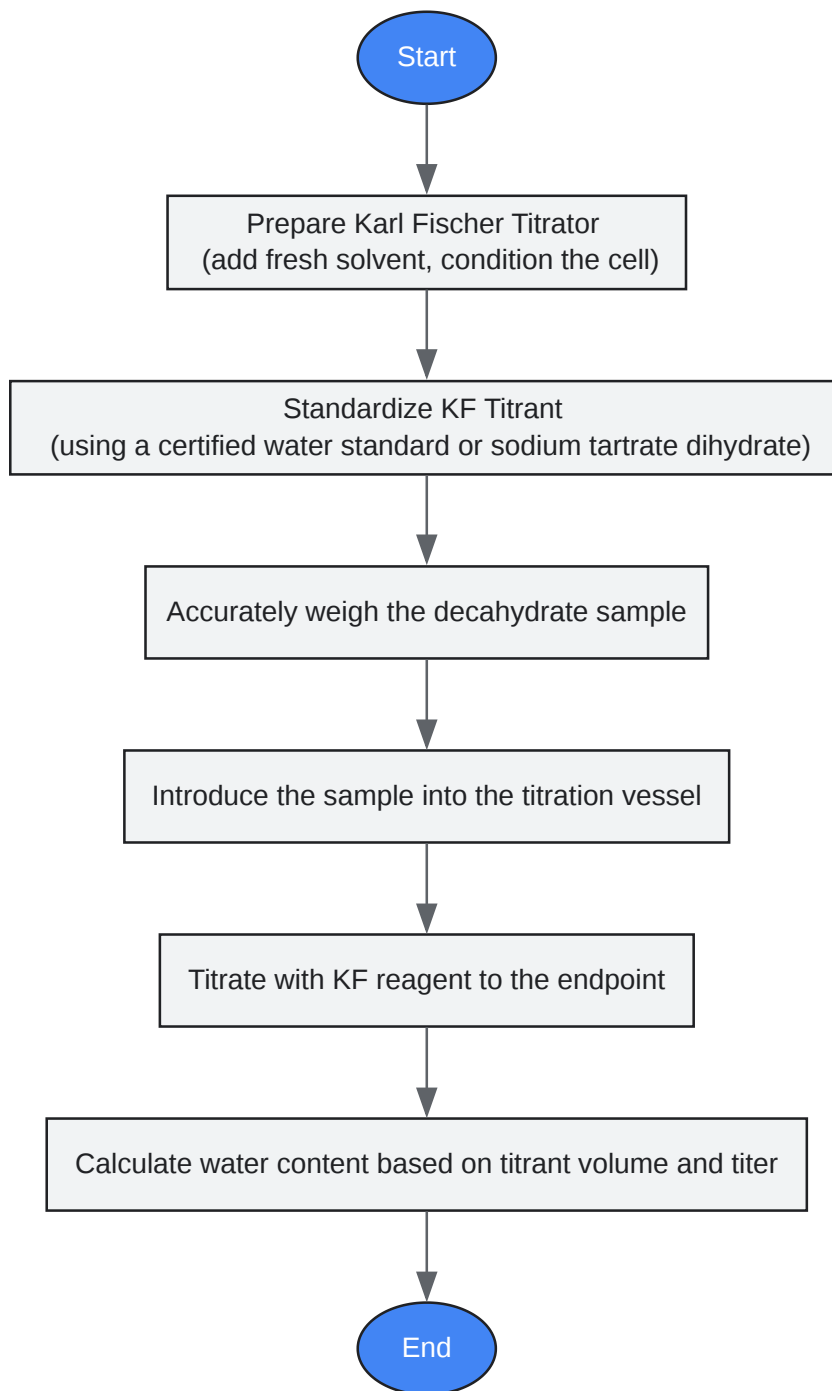 Start
Prepare Karl Fischer Titrator
(add fresh solvent, condition the cell)
Standardize KF Titrant
(using a certified water standard or sodium tartrate dihydrate)
Accurately weigh the decahydrate sample
Introduce the sample into the titration vessel
Titrate with KF reagent to the endpoint
Calculate water content based on titrant volume and titer
End